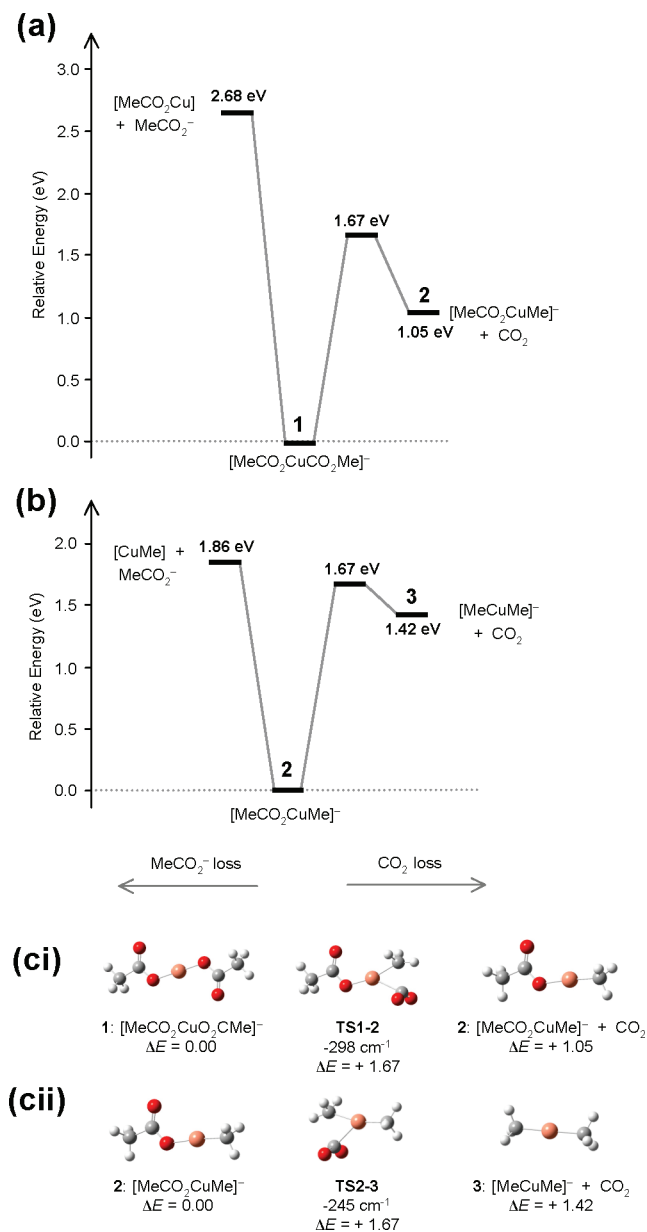 (a)
3.0
2.5
2.0
1.5
1.0
0.5
0.0
Relative Energy (eV)
[MeCO₂Cu]
+ MeCO₂⁻
2.68 eV
1.67 eV
2
1.05 eV
[MeCO₂CuMe]⁻
+ CO₂
1
[MeCO₂CuCO₂Me]⁻
(b)
2.0
1.5
1.0
0.5
0.0
Relative Energy (eV)
[CuMe] +
MeCO₂⁻
1.86 eV
1.67 eV
3
1.42 eV
[MeCuMe]⁻
+ CO₂
2
[MeCO₂CuMe]⁻
MeCO₂⁻ loss
CO₂ loss
(ci)
1: [MeCO₂CuO₂CMe]⁻
ΔE = 0.00
TS1-2
-298 cm⁻¹
ΔE = + 1.67
2: [MeCO₂CuMe]⁻ + CO₂
ΔE = + 1.05
(cii)
2: [MeCO₂CuMe]⁻
ΔE = 0.00
TS2-3
-245 cm⁻¹
ΔE = + 1.67
3: [MeCuMe]⁻ + CO₂
ΔE = + 1.42